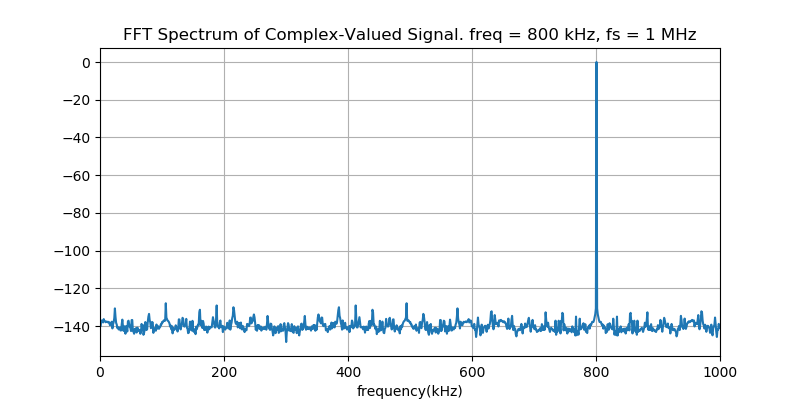 FFT Spectrum of Complex-Valued Signal. freq = 800 kHz, fs = 1 MHz
0
−20
−40
−60
−80
−100
−120
−140
0 200 400 600 800 1000
frequency(kHz)